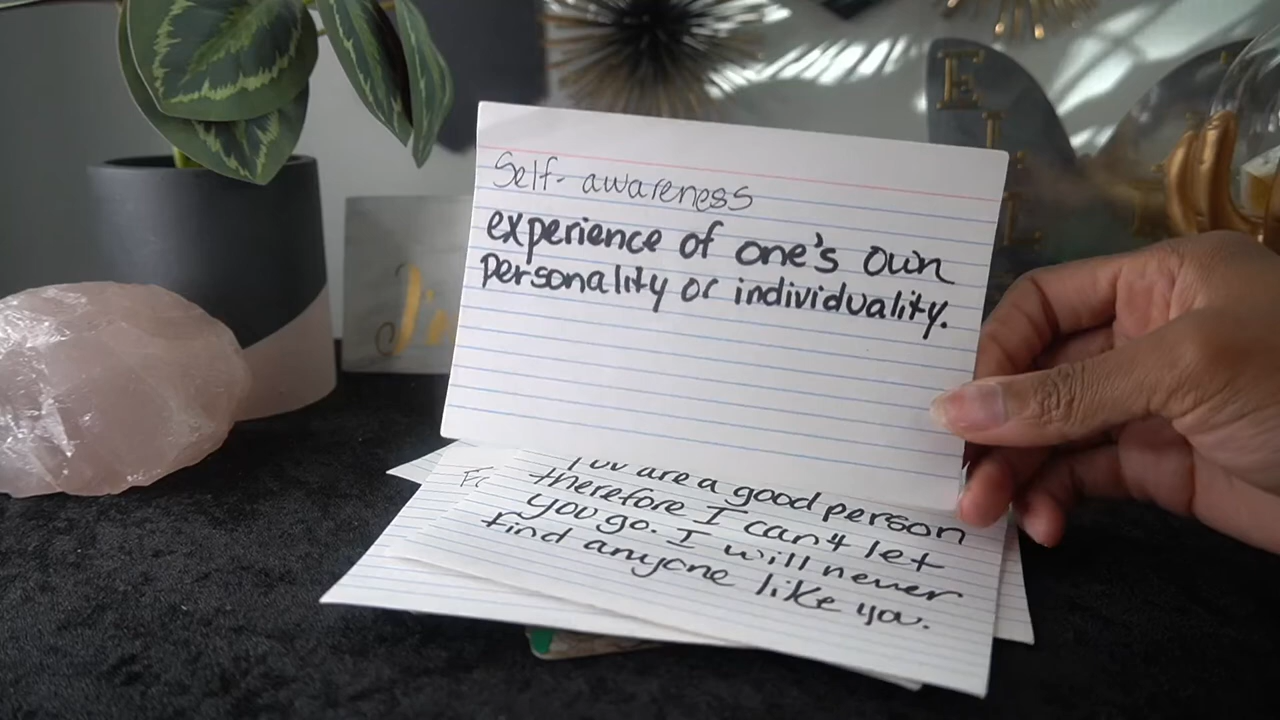 Self-awareness
experience of one's own
personality or individuality.
You are a good person
therefore I can't let
you go. I will never
find anyone like you.